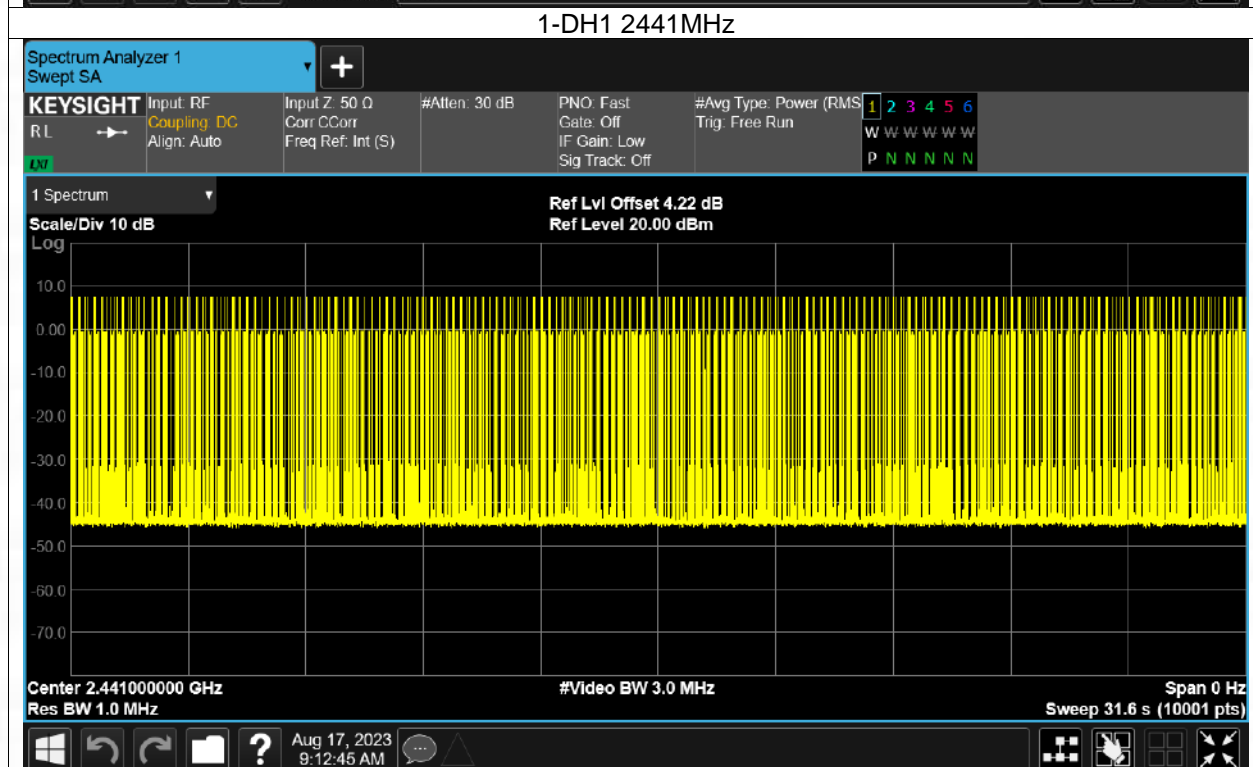 1-DH1 2441MHz
Spectrum Analyzer 1
Swept SA
+
KEYSIGHT
RL
LXI
Input: RF
Coupling: DC
Align: Auto
Input Z: 50 Ω
Corr CCorr
Freq Ref: Int (S)
#Atten: 30 dB
PNO: Fast
Gate: Off
IF Gain: Low
Sig Track: Off
#Avg Type: Power (RMS
Trig: Free Run
1 2 3 4 5 6
W W W W W W
P N N N N N
1 Spectrum
Scale/Div 10 dB
Ref Lvl Offset 4.22 dB
Ref Level 20.00 dBm
Log
10.0
0.00
-10.0
-20.0
-30.0
-40.0
-50.0
-60.0
-70.0
Center 2.441000000 GHz
#Video BW 3.0 MHz
Span 0 Hz
Res BW 1.0 MHz
Sweep 31.6 s (10001 pts)
?
Aug 17, 2023
9:12:45 AM